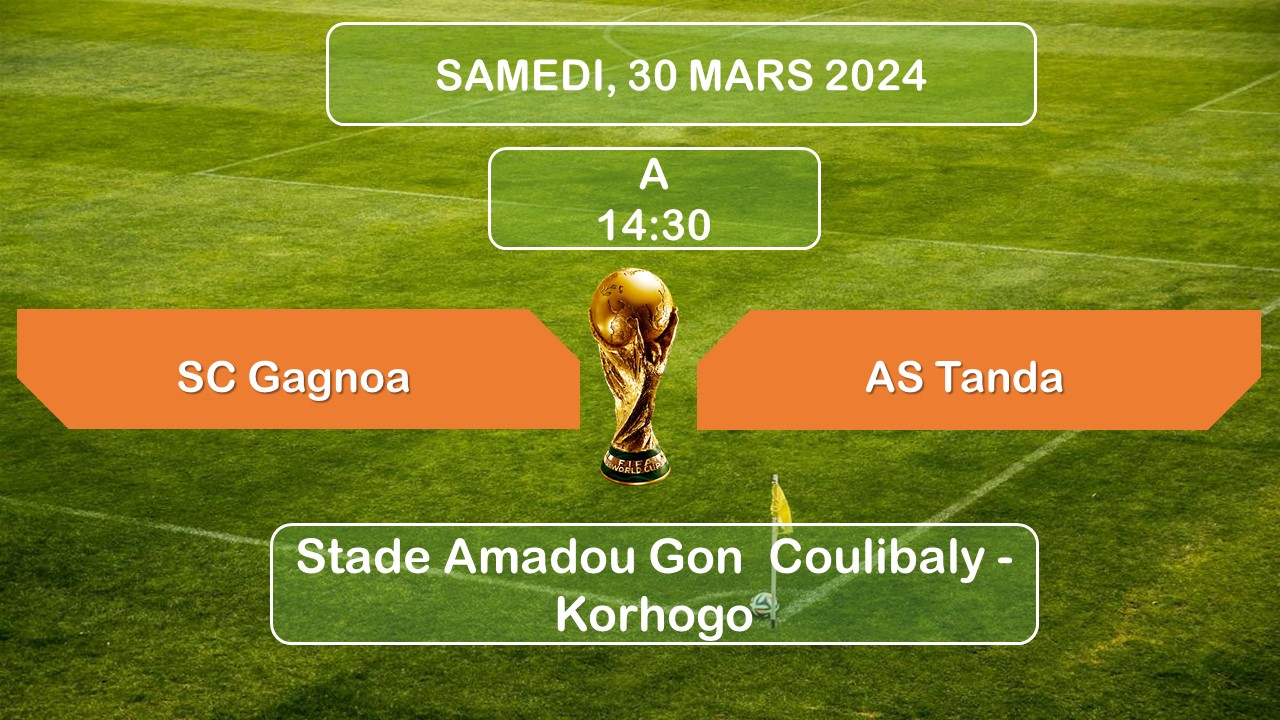 SAMEDI, 30 MARS 2024
A
14:30
SC Gagnoa
AS Tanda
FIFA
WORLD CUP
Stade Amadou Gon  Coulibaly -
Korhogo